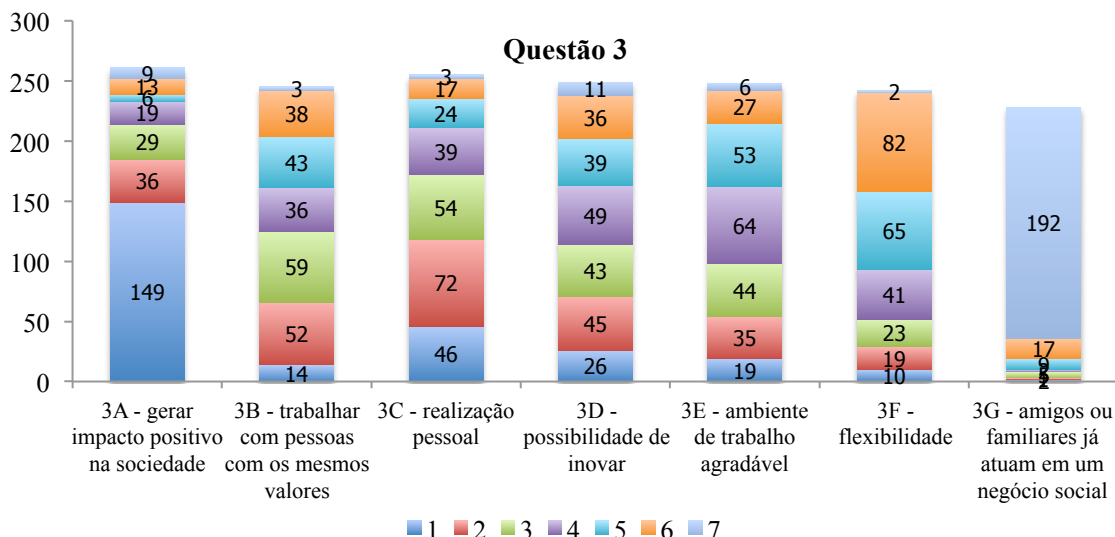 Questão 3
300
250
200
150
100
50
0
9
13
6
19
29
36
149
3
38
43
36
59
52
14
3
17
24
39
54
72
46
11
36
39
49
43
45
26
6
27
53
64
44
35
19
2
82
65
41
23
19
10
192
17
9
2
3A - gerar
impacto positivo
na sociedade
3B - trabalhar
com pessoas
com os mesmos
valores
3C - realização
pessoal
3D -
possibilidade de
inovar
3E - ambiente
de trabalho
agradável
3F -
flexibilidade
3G - amigos ou
familiares já
atuam em um
negócio social
1 2 3 4 5 6 7